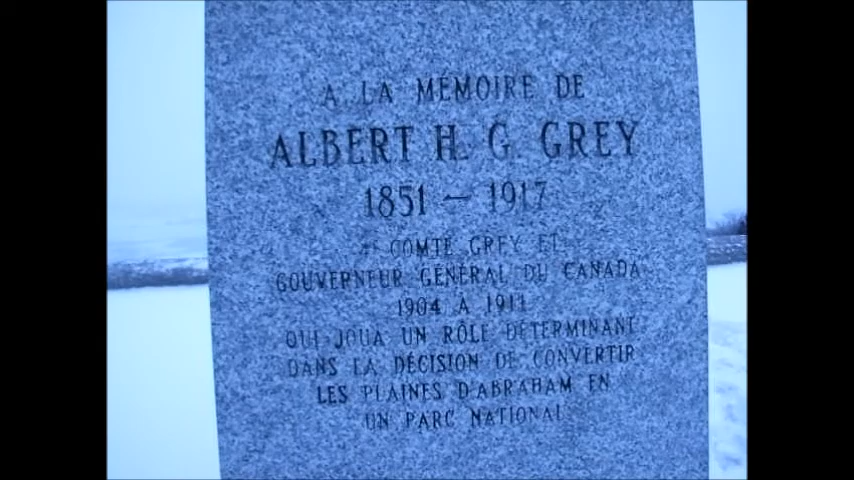 A LA MÉMOIRE DE
ALBERT H. G. GREY
1851 - 1917
4e COMTE GREY ET
GOUVERNEUR GÉNÉRAL DU CANADA
1904 À 1911
QUI JOUA UN RÔLE DÉTERMINANT
DANS LA DÉCISION DE CONVERTIR
LES PLAINES D'ABRAHAM EN
UN PARC NATIONAL